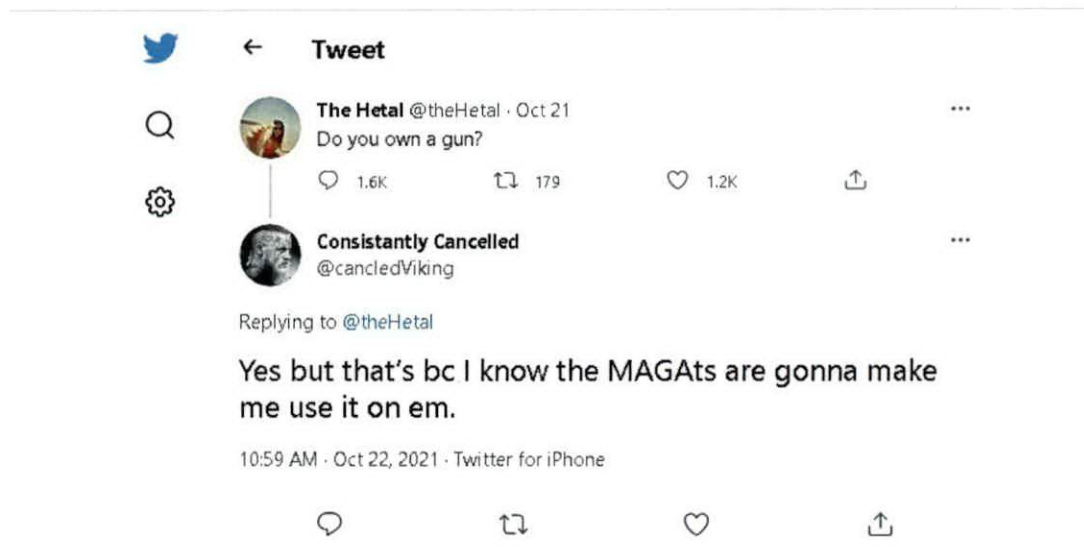 Tweet
The Hetal @theHetal · Oct 21
Do you own a gun?
1.6K 179 1.2K
Consistantly Cancelled
@cancledViking
Replying to @theHetal
Yes but that's bc I know the MAGAts are gonna make
me use it on em.
10:59 AM · Oct 22, 2021 · Twitter for iPhone